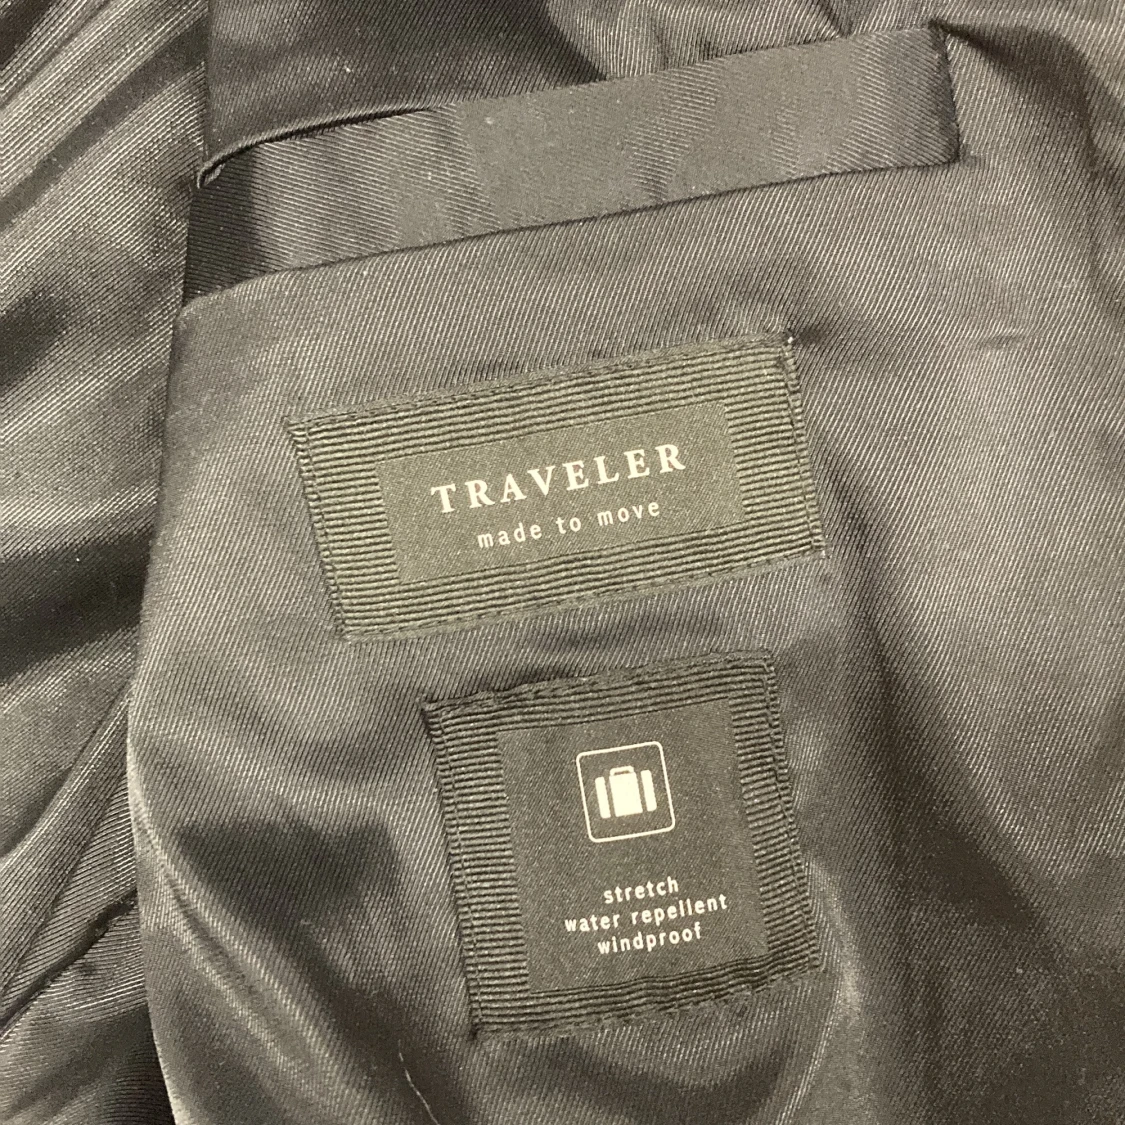 TRAVELER
made to move
stretch
water repellent
windproof